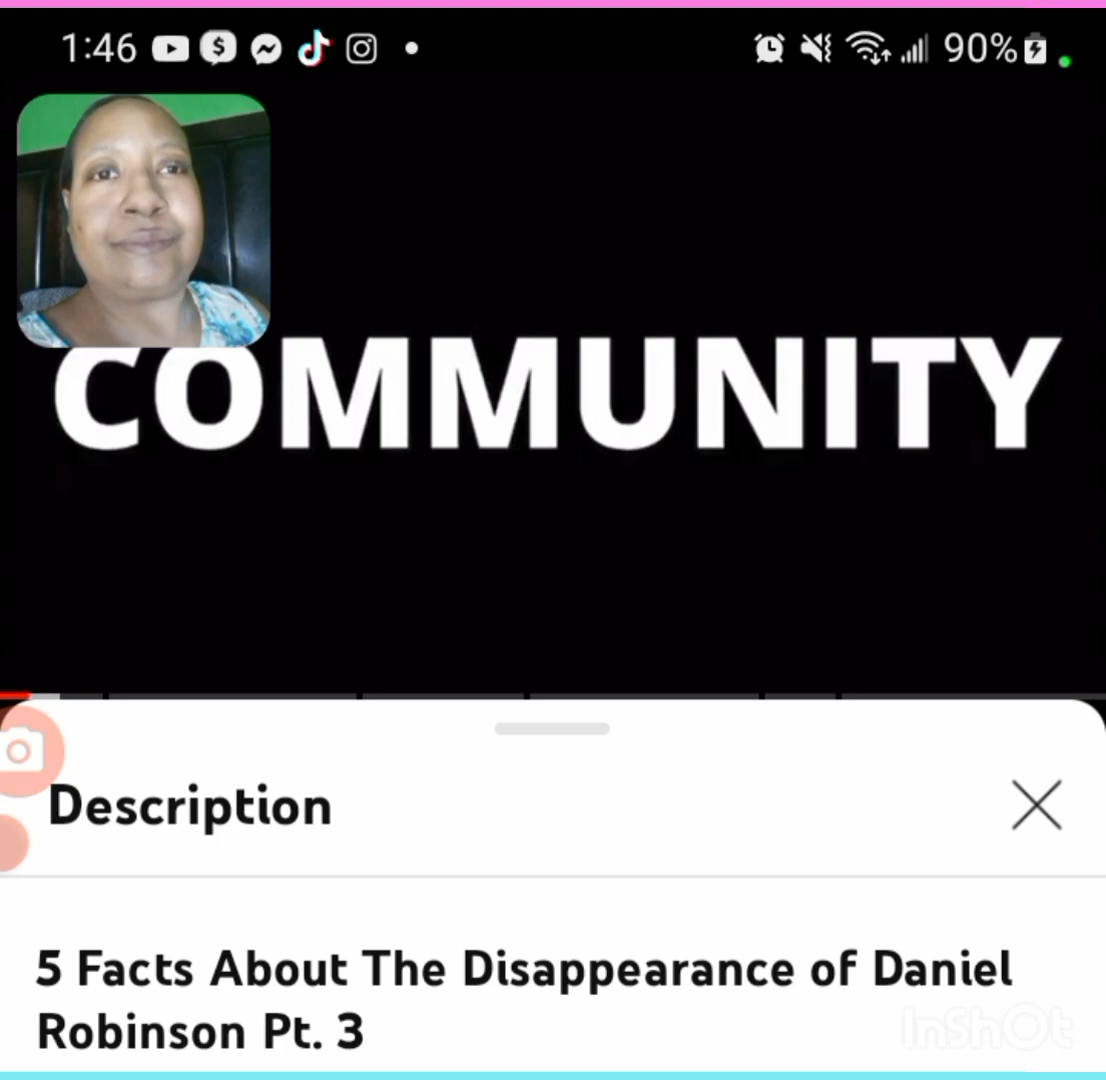 1:46 90%
COMMUNITY
Description
5 Facts About The Disappearance of Daniel
Robinson Pt. 3
InShOt